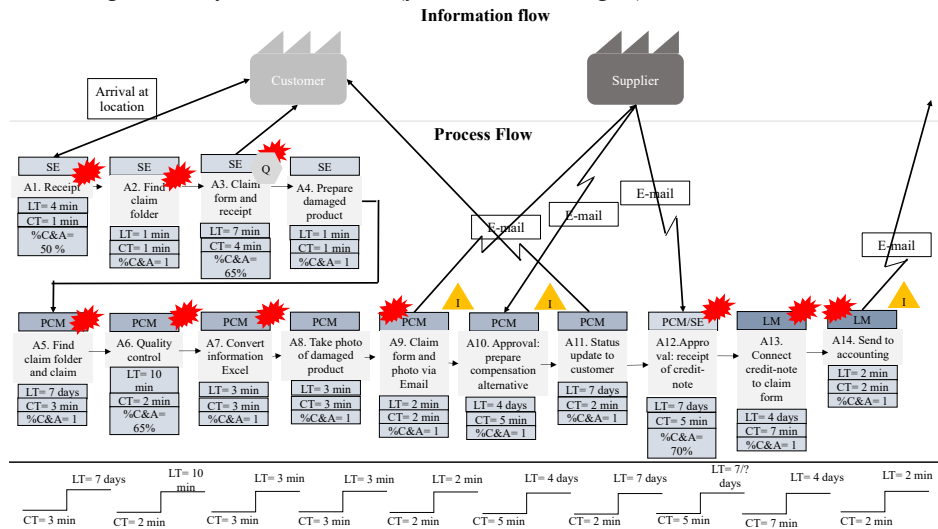 Information flow
Customer
Supplier
Arrival at
location
Process Flow
SE
A1. Receipt
LT= 4 min
CT= 1 min
%C&A=
50 %
SE
A2. Find
claim
folder
LT= 1 min
CT= 1 min
%C&A= 1
SE
Q
A3. Claim
form and
receipt
LT= 7 min
CT= 4 min
%C&A=
65%
SE
A4. Prepare
damaged
product
LT= 1 min
CT= 1 min
%C&A= 1
E-mail
E-mail
E-mail
E-mail
I
I
I
PCM
A5. Find
claim folder
and claim
LT= 7 days
CT= 3 min
%C&A= 1
PCM
A6. Quality
control
LT= 10
min
CT= 2 min
%C&A=
65%
PCM
A7. Convert
information
Excel
LT= 3 min
CT= 3 min
%C&A= 1
PCM
A8. Take photo
of damaged
product
LT= 3 min
CT= 3 min
%C&A= 1
PCM
A9. Claim
form and
photo via
Email
LT= 2 min
CT= 2 min
%C&A= 1
PCM
A10. Approval:
prepare
compensation
alternative
LT= 4 days
CT= 5 min
%C&A= 1
PCM
A11. Status
update to
customer
LT= 7 days
CT= 2 min
%C&A= 1
PCM/SE
A12.Appro
val: receipt
of credit-
note
LT= 7 days
CT= 5 min
%C&A=
70%
LM
A13.
Connect
credit-note
to claim
form
LT= 4 days
CT= 7 min
%C&A= 1
LM
A14. Send to
accounting
LT= 2 min
CT= 2 min
%C&A= 1
LT= 7 days
CT= 3 min
LT= 10
min
CT= 2 min
LT= 3 min
CT= 3 min
LT= 3 min
CT= 3 min
LT= 2 min
CT= 2 min
LT= 4 days
CT= 5 min
LT= 7 days
CT= 2 min
LT= 7/?
days
CT= 5 min
LT= 4 days
CT= 7 min
LT= 2 min
CT= 2 min